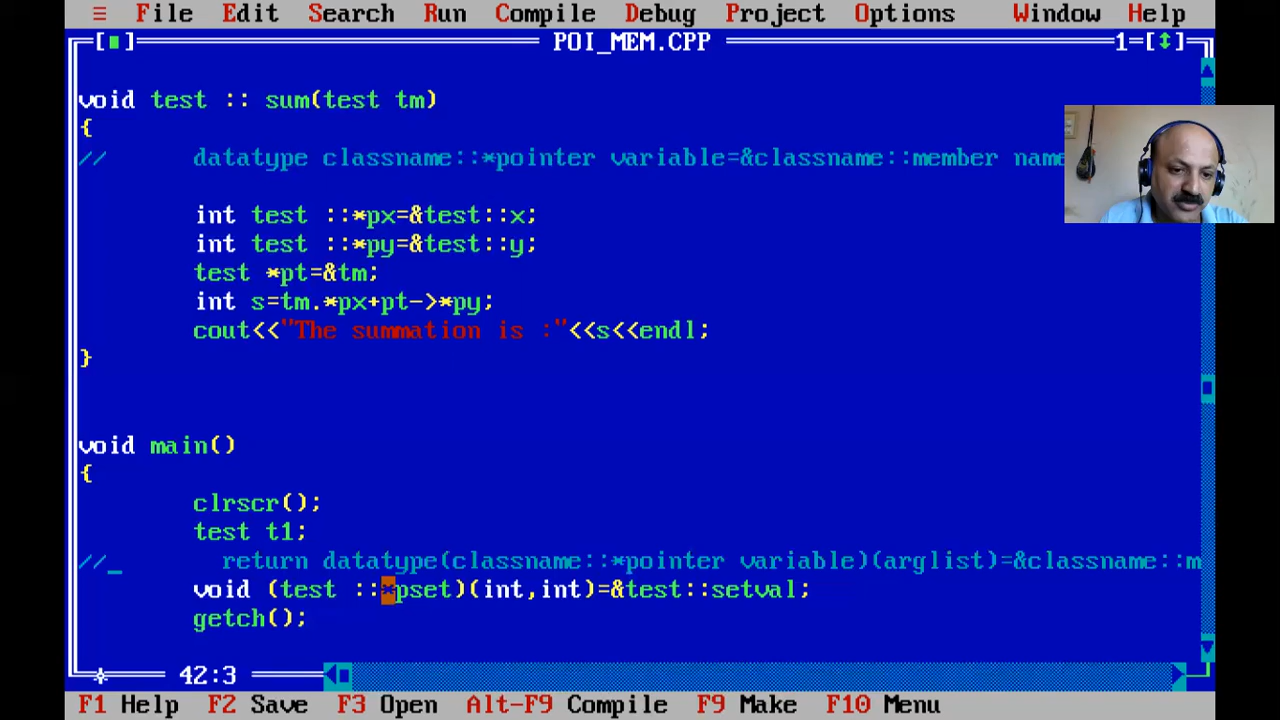 ≡ File Edit Search Run Compile Debug Project Options Window Help
[■] POI_MEM.CPP 1=[↕]
void test :: sum(test tm)
{
// datatype classname::*pointer variable=&classname::member name
int test ::*px=&test::x;
int test ::*py=&test::y;
test *pt=&tm;
int s=tm.*px+pt->*py;
cout<<"The summation is :"<<s<<endl;
}
void main()
{
clrscr();
test t1;
//_ return datatype(classname::*pointer variable)(arglist)=&classname::m
void (test ::*pset)(int,int)=&test::setval;
getch();
42:3
F1 Help F2 Save F3 Open Alt-F9 Compile F9 Make F10 Menu